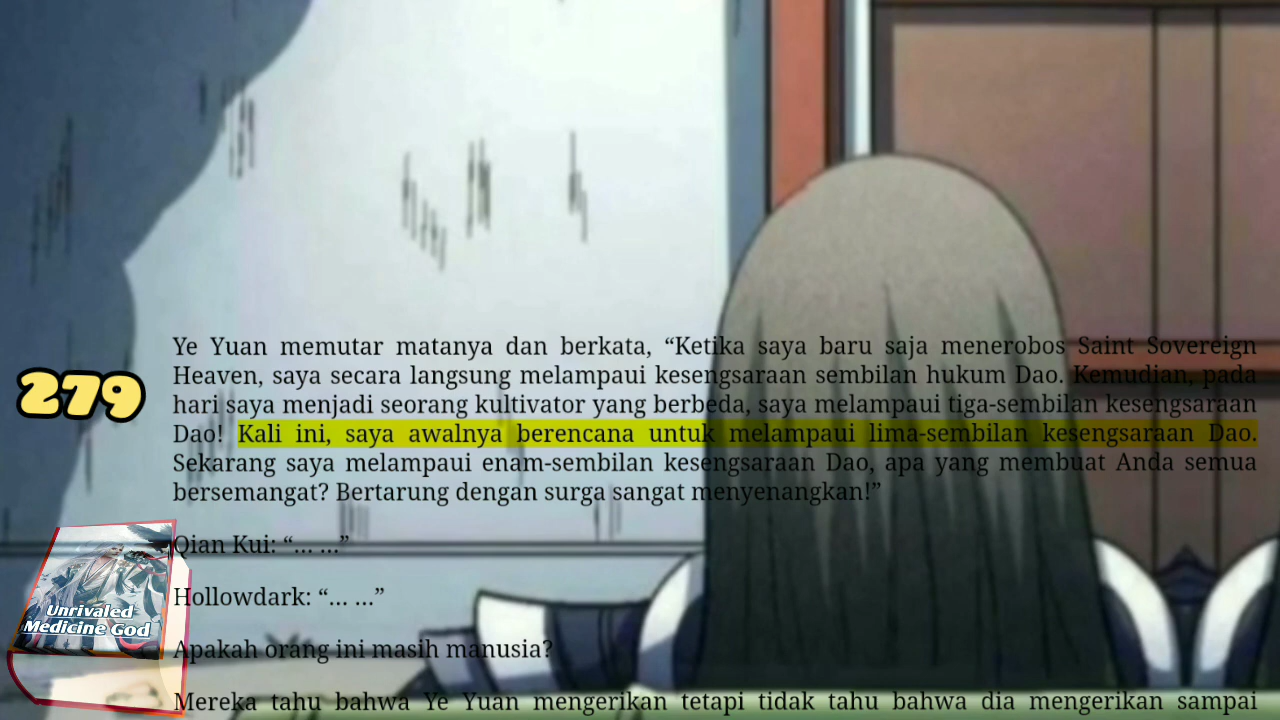 Ye Yuan memutar matanya dan berkata, “Ketika saya baru saja menerobos Saint Sovereign
Heaven, saya secara langsung melampaui kesengsaraan sembilan hukum Dao. Kemudian, pada
hari saya menjadi seorang kultivator yang berbeda, saya melampaui tiga-sembilan kesengsaraan
Dao! Kali ini, saya awalnya berencana untuk melampaui lima-sembilan kesengsaraan Dao.
Sekarang saya melampaui enam-sembilan kesengsaraan Dao, apa yang membuat Anda semua
bersemangat? Bertarung dengan surga sangat menyenangkan!”
279
Qian Kui: “… …”
Hollowdark: “… …”
Apakah orang ini masih manusia?
Mereka tahu bahwa Ye Yuan mengerikan tetapi tidak tahu bahwa dia mengerikan sampai
Unrivaled
Medicine God